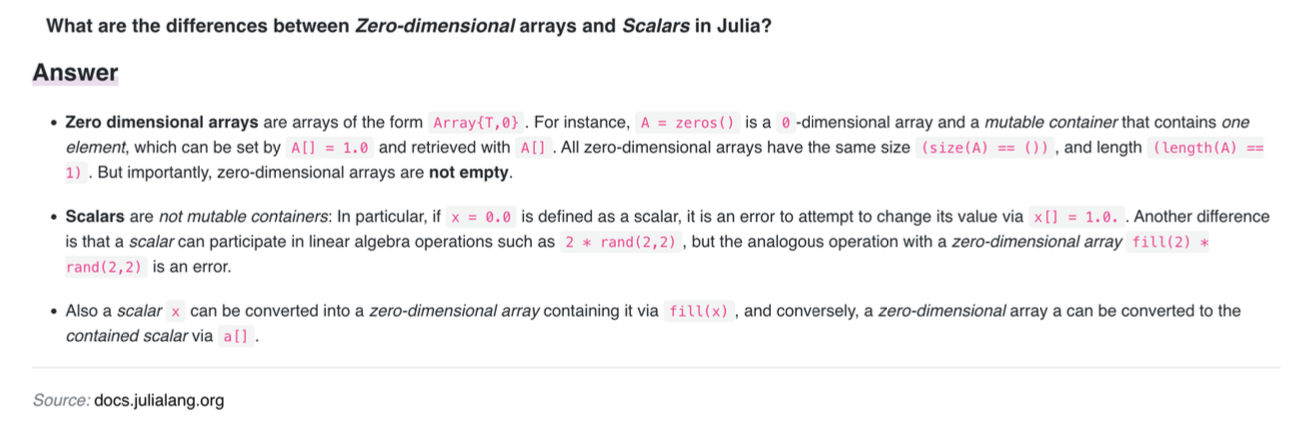 What are the differences between Zero-dimensional arrays and Scalars in Julia?
Answer
• Zero dimensional arrays are arrays of the form Array{T,0} . For instance, A = zeros() is a 0 -dimensional array and a mutable container that contains one
element, which can be set by A[] = 1.0 and retrieved with A[] . All zero-dimensional arrays have the same size (size(A) == ()) , and length (length(A) ==
1) . But importantly, zero-dimensional arrays are not empty.
• Scalars are not mutable containers: In particular, if x = 0.0 is defined as a scalar, it is an error to attempt to change its value via x[] = 1.0. . Another difference
is that a scalar can participate in linear algebra operations such as 2 * rand(2,2) , but the analogous operation with a zero-dimensional array fill(2) *
rand(2,2) is an error.
• Also a scalar x can be converted into a zero-dimensional array containing it via fill(x) , and conversely, a zero-dimensional array a can be converted to the
contained scalar via a[] .
Source: docs.julialang.org